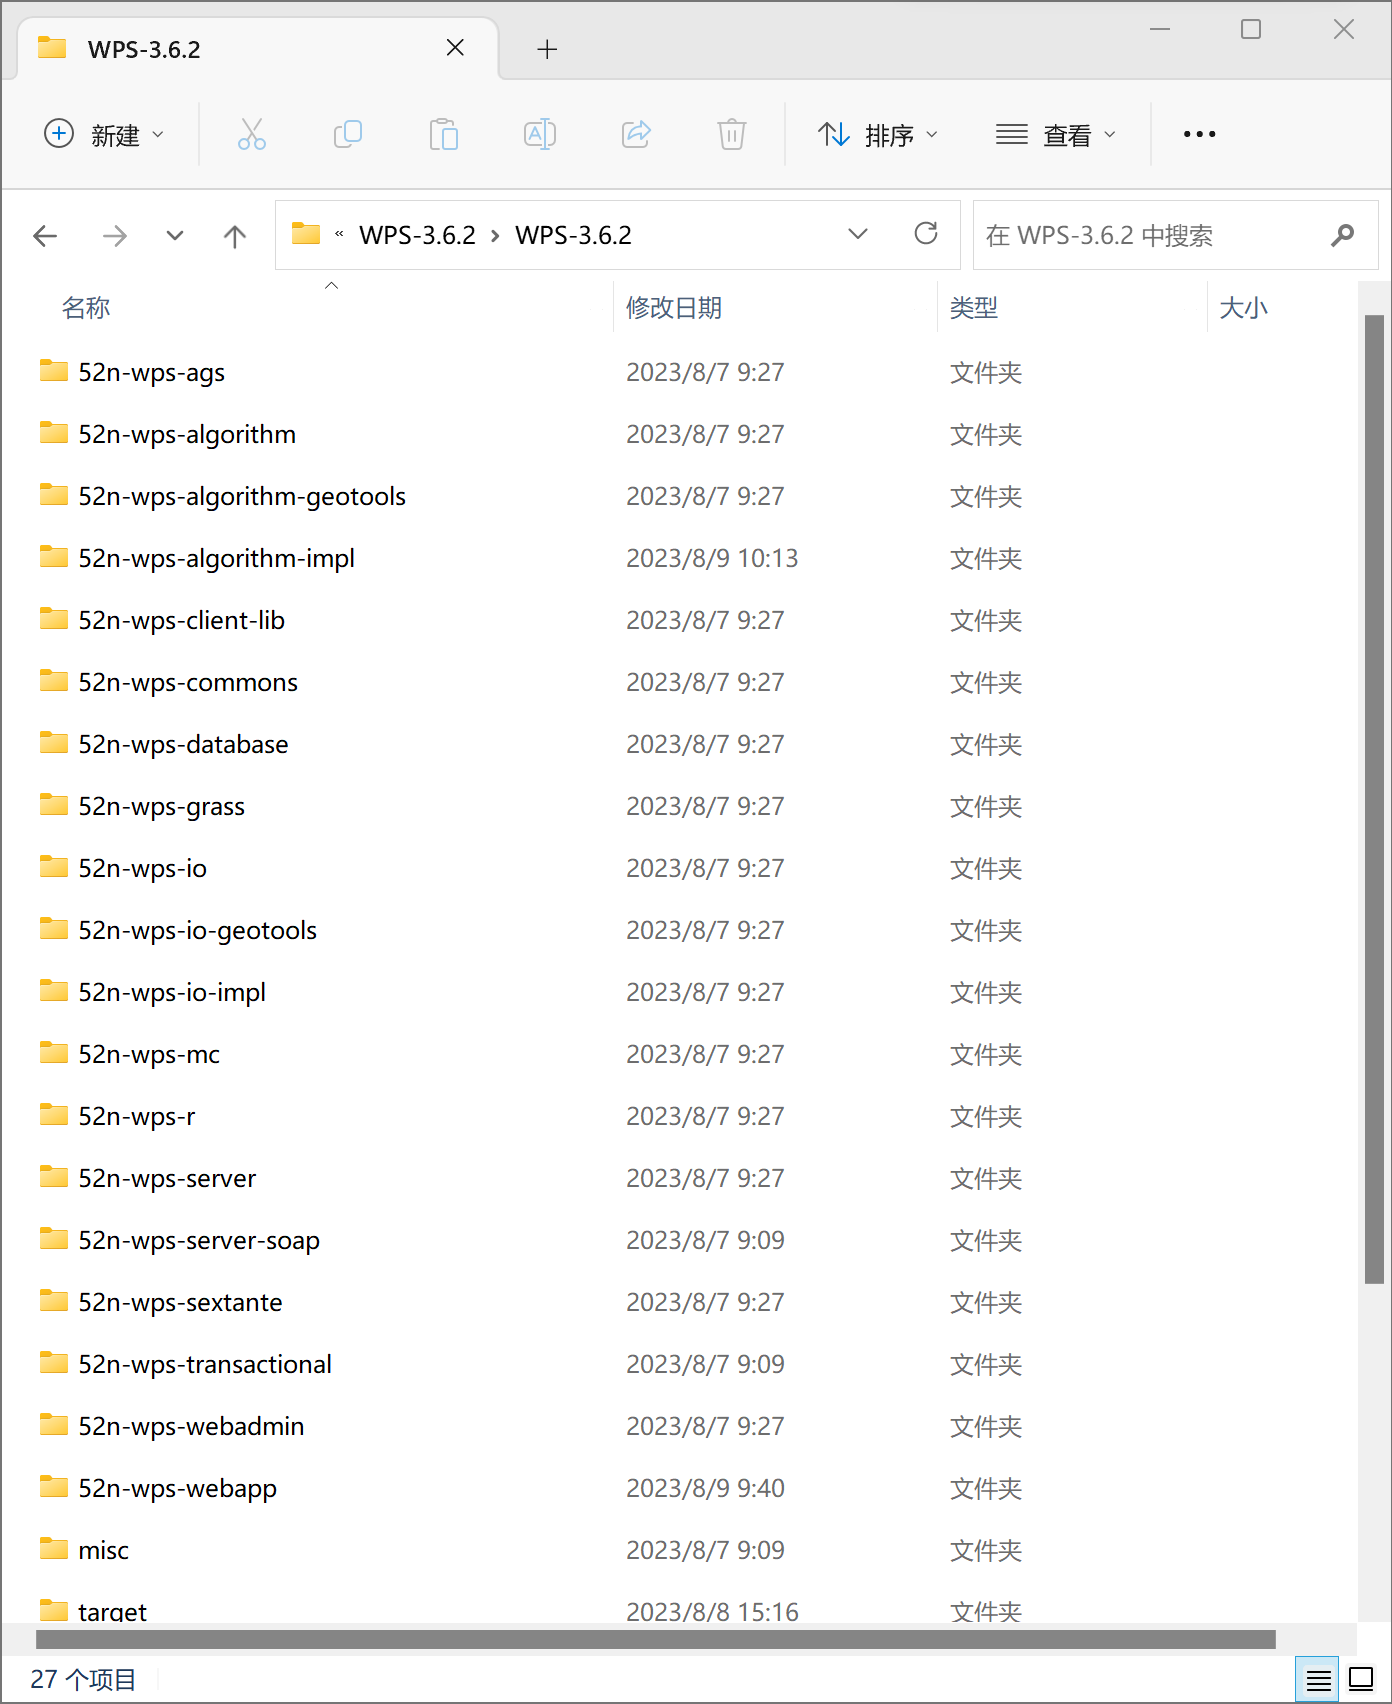 WPS-3.6.2
新建 排序 查看
« WPS-3.6.2 › WPS-3.6.2 在 WPS-3.6.2 中搜索
名称 修改日期 类型 大小
52n-wps-ags 2023/8/7 9:27 文件夹
52n-wps-algorithm 2023/8/7 9:27 文件夹
52n-wps-algorithm-geotools 2023/8/7 9:27 文件夹
52n-wps-algorithm-impl 2023/8/9 10:13 文件夹
52n-wps-client-lib 2023/8/7 9:27 文件夹
52n-wps-commons 2023/8/7 9:27 文件夹
52n-wps-database 2023/8/7 9:27 文件夹
52n-wps-grass 2023/8/7 9:27 文件夹
52n-wps-io 2023/8/7 9:27 文件夹
52n-wps-io-geotools 2023/8/7 9:27 文件夹
52n-wps-io-impl 2023/8/7 9:27 文件夹
52n-wps-mc 2023/8/7 9:27 文件夹
52n-wps-r 2023/8/7 9:27 文件夹
52n-wps-server 2023/8/7 9:27 文件夹
52n-wps-server-soap 2023/8/7 9:09 文件夹
52n-wps-sextante 2023/8/7 9:27 文件夹
52n-wps-transactional 2023/8/7 9:09 文件夹
52n-wps-webadmin 2023/8/7 9:27 文件夹
52n-wps-webapp 2023/8/9 9:40 文件夹
misc 2023/8/7 9:09 文件夹
target 2023/8/8 15:16 文件夹
27 个项目